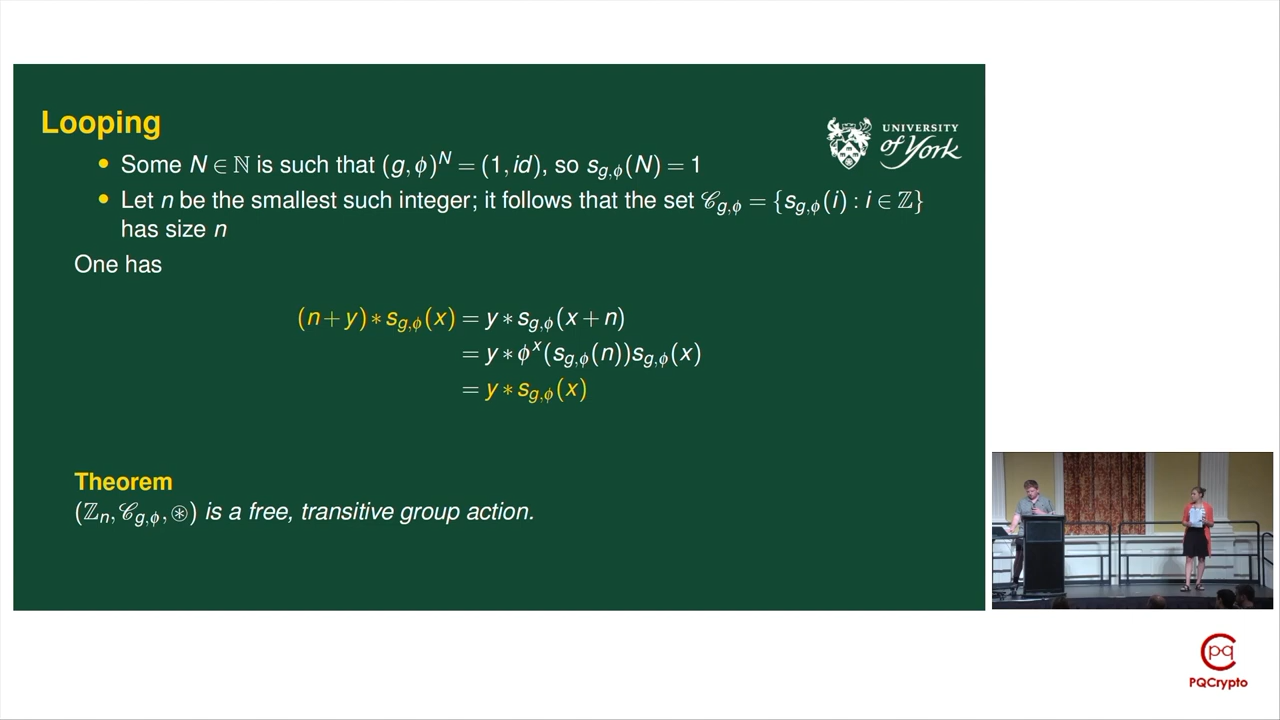 Looping
UNIVERSITY
of York
• Some N ∈ ℕ is such that (g, ϕ)^N = (1, id), so s_{g,ϕ}(N) = 1
• Let n be the smallest such integer; it follows that the set 𝒞_{g,ϕ} = {s_{g,ϕ}(i) : i ∈ ℤ}
has size n
One has
(n + y) ∗ s_{g,ϕ}(x) = y ∗ s_{g,ϕ}(x + n)
= y ∗ ϕ^x(s_{g,ϕ}(n))s_{g,ϕ}(x)
= y ∗ s_{g,ϕ}(x)
Theorem
(ℤ_n, 𝒞_{g,ϕ}, ⊛) is a free, transitive group action.
pq
PQCrypto